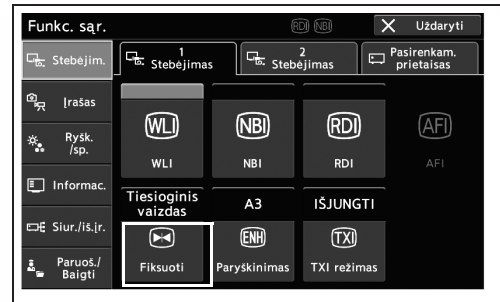 Funkc. sąr.
RDI NBI
X Uždaryti
Stebėjim.
1
Stebėjimas
2
Stebėjimas
Pasirenkam.
prietaisas
Įrašas
Ryšk.
/sp.
Informac.
Siur./iš.įr.
Paruoš./
Baigti
WLI
NBI
RDI
AFI
WLI
NBI
RDI
AFI
Tiesioginis
vaizdas
A3
IŠJUNGTI
ENH
TXI
Fiksuoti
Paryškinimas
TXI režimas